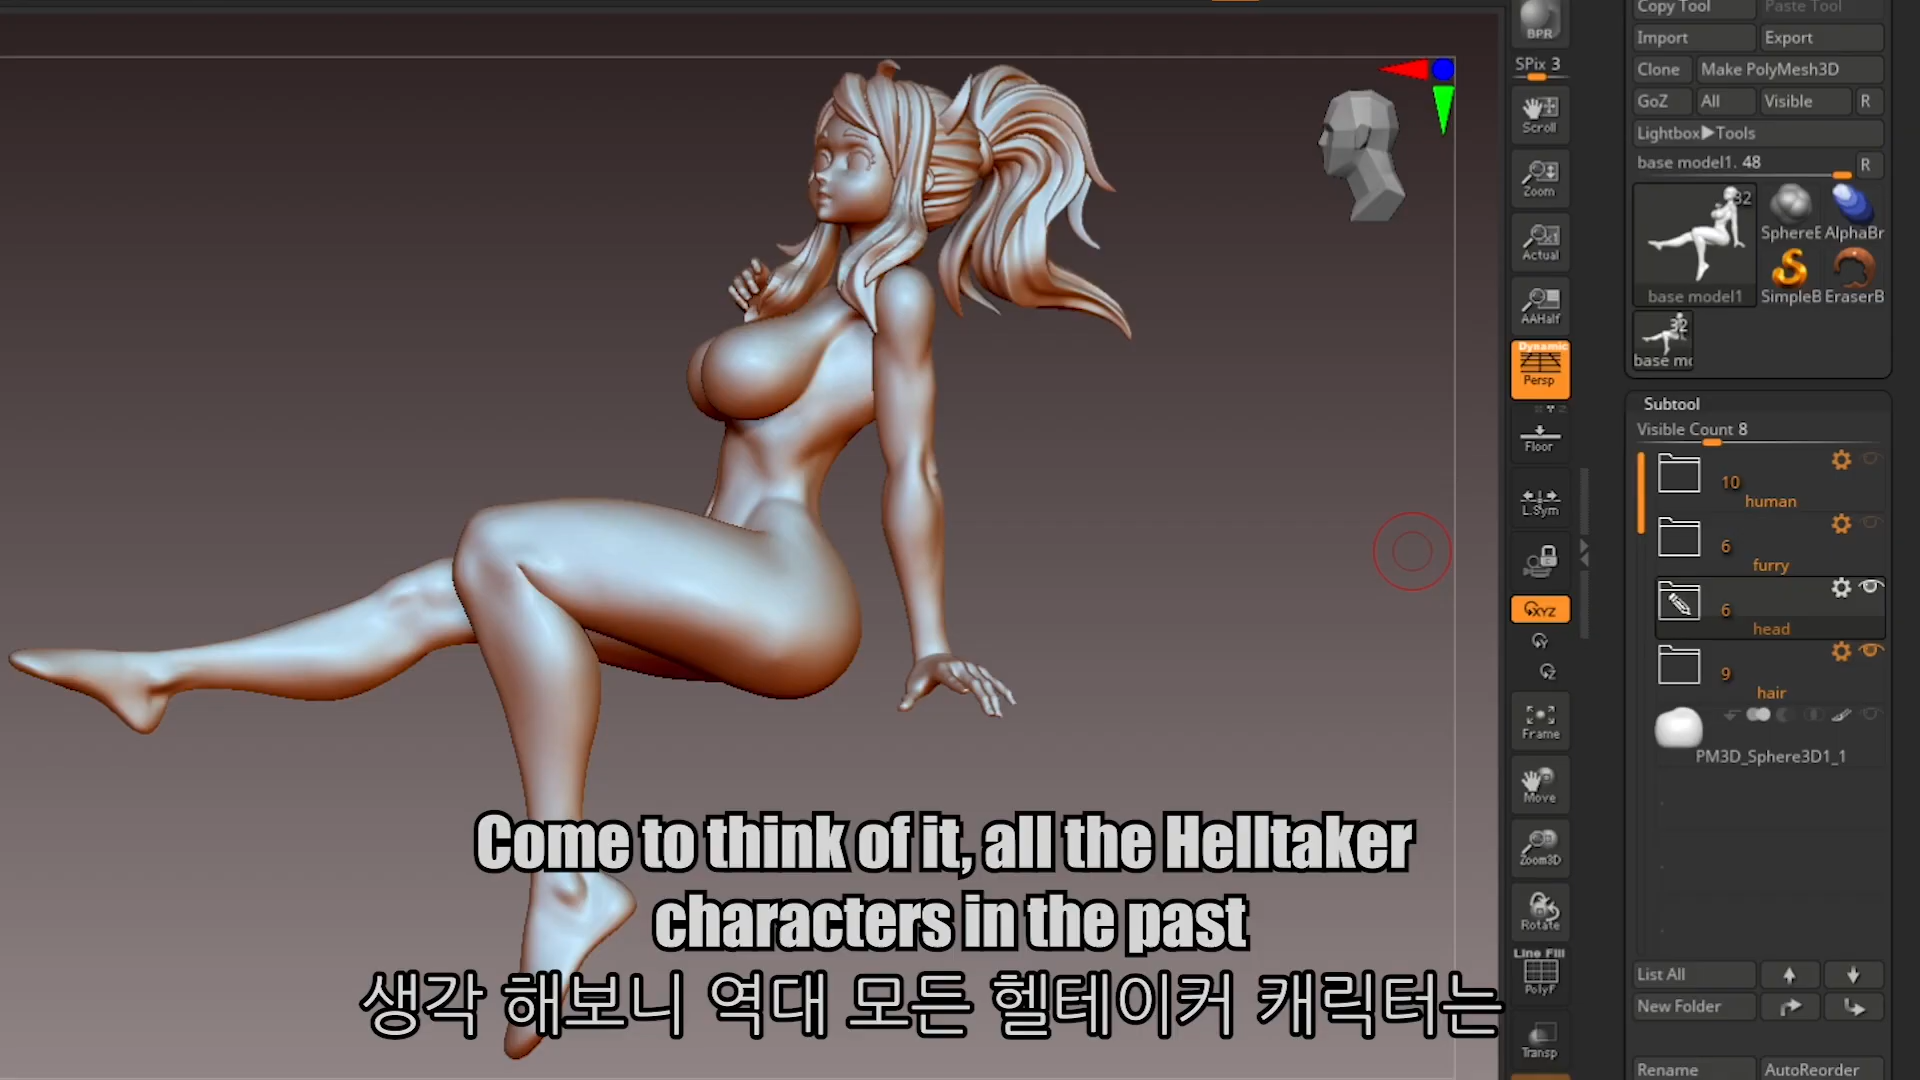 Copy Tool
Paste Tool
Import
Export
Clone
Make PolyMesh3D
GoZ
All
Visible
R
Lightbox▶Tools
base model1. 48
R
32
base model1
SphereB
AlphaBr
SimpleB
EraserB
32
base mo
Subtool
Visible Count 8
10
human
6
furry
6
head
9
hair
PM3D_Sphere3D1_1
List All
New Folder
Rename
AutoReorder
BPR
SPix 3
Scroll
Zoom
Actual
AAHalf
Dynamic
Persp
Floor
L.Sym
XYZ
Y
Z
Frame
Move
Zoom3D
Rotate
Line Fill
PolyF
Transp
Come to think of it, all the Helltaker
characters in the past
생각 해보니 역대 모든 헬테이커 캐릭터는